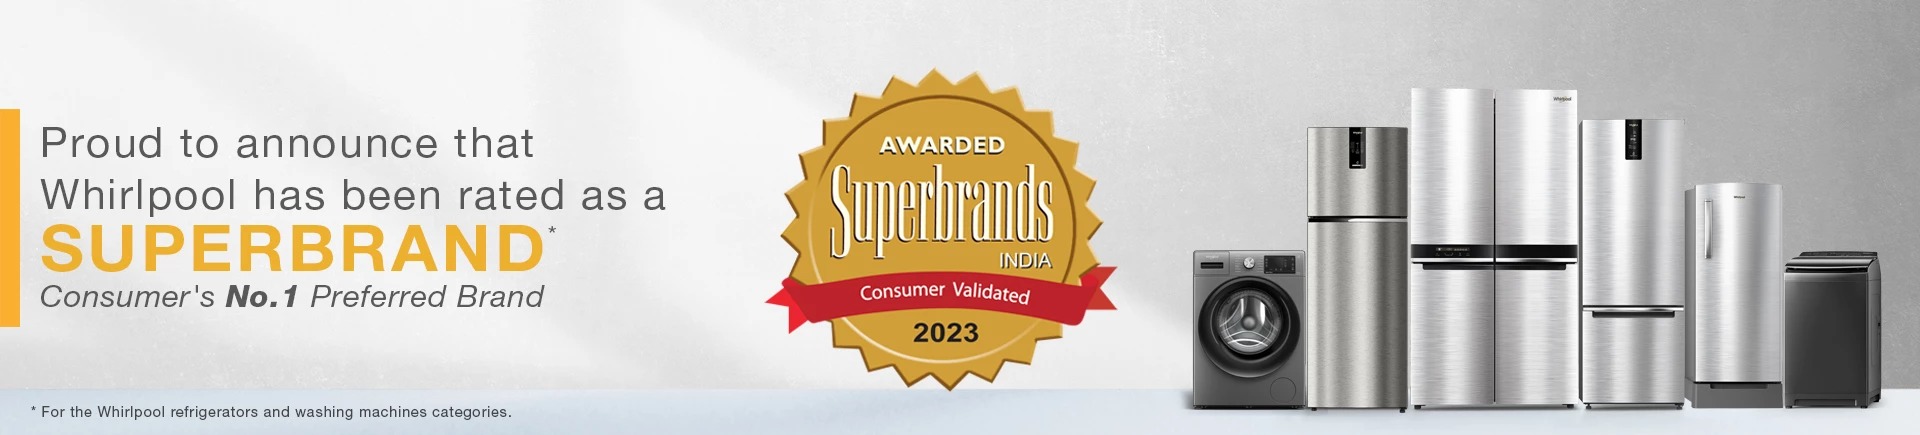 Proud to announce that
Whirlpool has been rated as a
SUPERBRAND*
Consumer's No.1 Preferred Brand
* For the Whirlpool refrigerators and washing machines categories.
AWARDED
Superbrands
INDIA
Consumer Validated
2023
Whirlpool